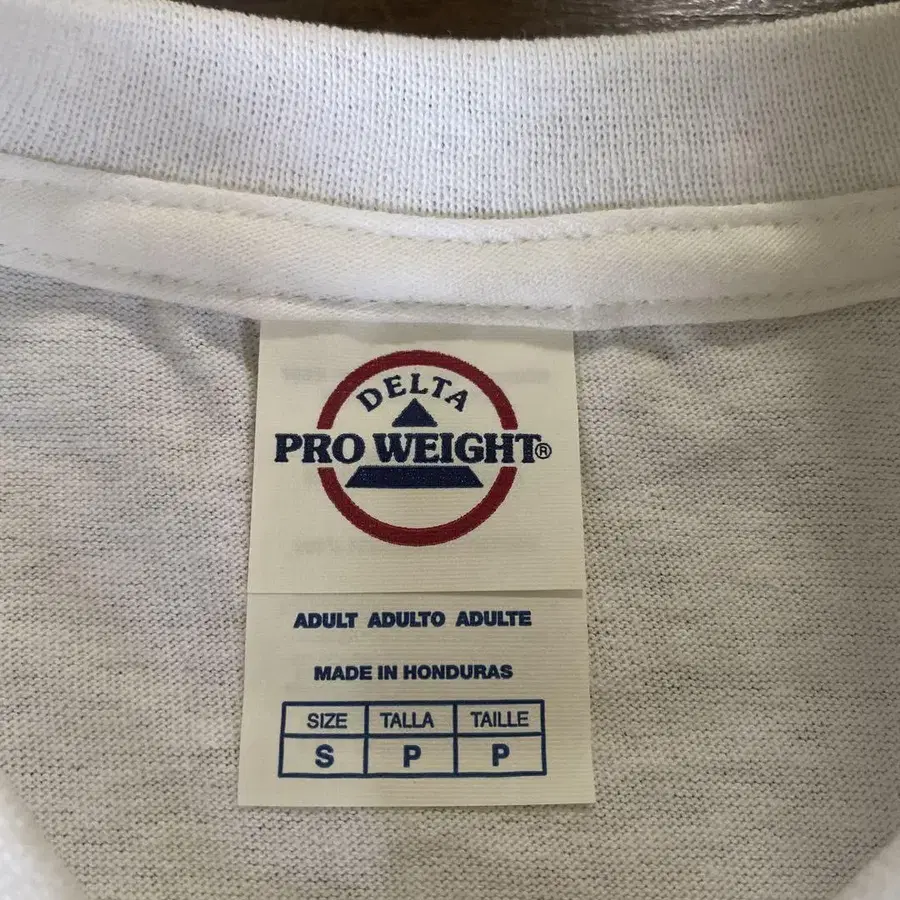 DELTA
PRO WEIGHT®
ADULT ADULTO ADULTE
MADE IN HONDURAS
SIZE TALLA TAILLE
S P P